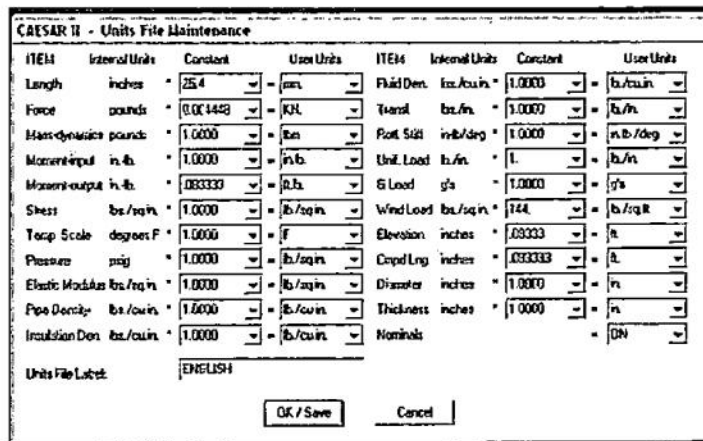 CAESAR II - Units File Maintenance
ITEM Internal Units Constant User Units ITEM Internal Units Constant User Units
Length inches * 25.4 = mm. Fluid Den. lbs./cu.in. * 1.0000 = lb./cu.in.
Force pounds * 0.004448 = KN. Transl. lbs./in. * 1.0000 = lb./in.
Mass-dynamics pounds * 1.0000 = lbm Rotl. Stiff in-lb/deg * 1.0000 = in.lb./deg
Moment-input in.-lb. * 1.0000 = in.lb. Unif. Load lb./in. * 1. = lb./in.
Moment-output in.-lb. * .083333 = ft.lb. G Load g's * 1.0000 = g's
Stress lbs./sq.in. * 1.0000 = lb./sq.in. Wind Load lbs./sq.in. * 144. = lb./sq.ft.
Temp. Scale degrees F * 1.0000 = F Elevation inches * .08333 = ft.
Pressure psig * 1.0000 = lb./sq.in. Cmpd Lng inches * .083333 = ft.
Elastic Modulus lbs./sq.in. * 1.0000 = lb./sq.in. Diameter inches * 1.0000 = in.
Pipe Density lbs./cu.in. * 1.0000 = lb./cu.in. Thickness inches * 1.0000 = in.
Insulation Den. lbs./cu.in. * 1.0000 = lb./cu.in. Nominals = ON
Units File Label: ENGLISH
OK / Save Cancel